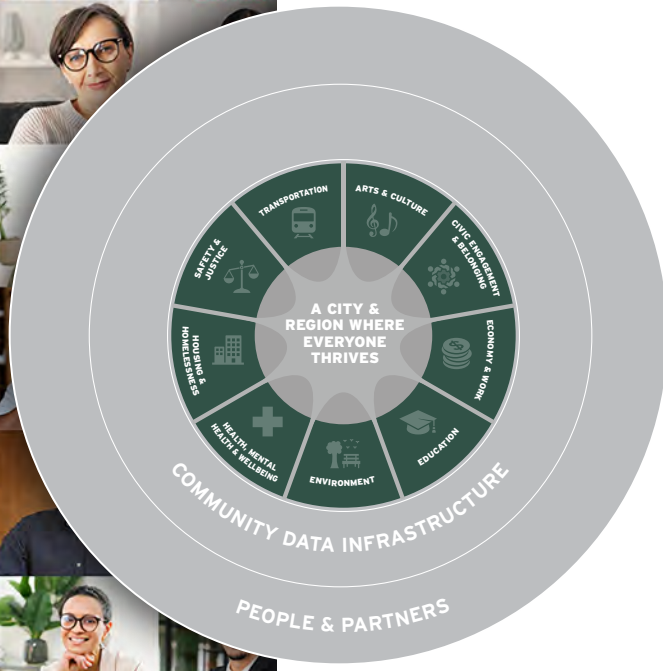 TRANSPORTATION
ARTS & CULTURE
CIVIC ENGAGEMENT
& BELONGING
ECONOMY & WORK
EDUCATION
ENVIRONMENT
HEALTH, MENTAL
HEALTH & WELLBEING
HOUSING &
HOMELESSNESS
SAFETY &
JUSTICE
A CITY &
REGION WHERE
EVERYONE
THRIVES
COMMUNITY DATA INFRASTRUCTURE
PEOPLE & PARTNERS